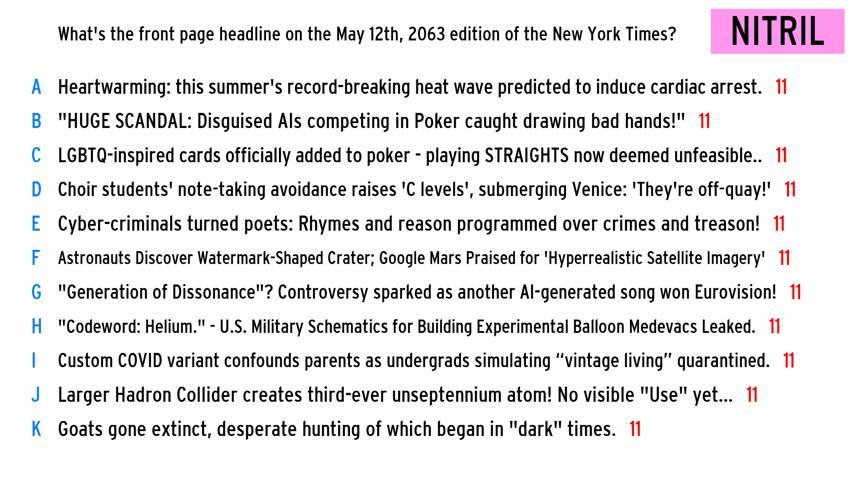 What's the front page headline on the May 12th, 2063 edition of the New York Times?
NITRIL
A Heartwarming: this summer's record-breaking heat wave predicted to induce cardiac arrest. 11
B "HUGE SCANDAL: Disguised AIs competing in Poker caught drawing bad hands!" 11
C LGBTQ-inspired cards officially added to poker - playing STRAIGHTS now deemed unfeasible.. 11
D Choir students' note-taking avoidance raises 'C levels', submerging Venice: 'They're off-quay!' 11
E Cyber-criminals turned poets: Rhymes and reason programmed over crimes and treason! 11
F Astronauts Discover Watermark-Shaped Crater; Google Mars Praised for 'Hyperrealistic Satellite Imagery' 11
G "Generation of Dissonance"? Controversy sparked as another AI-generated song won Eurovision! 11
H "Codeword: Helium." - U.S. Military Schematics for Building Experimental Balloon Medevacs Leaked. 11
I Custom COVID variant confounds parents as undergrads simulating “vintage living” quarantined. 11
J Larger Hadron Collider creates third-ever unseptennium atom! No visible "Use" yet... 11
K Goats gone extinct, desperate hunting of which began in "dark" times. 11